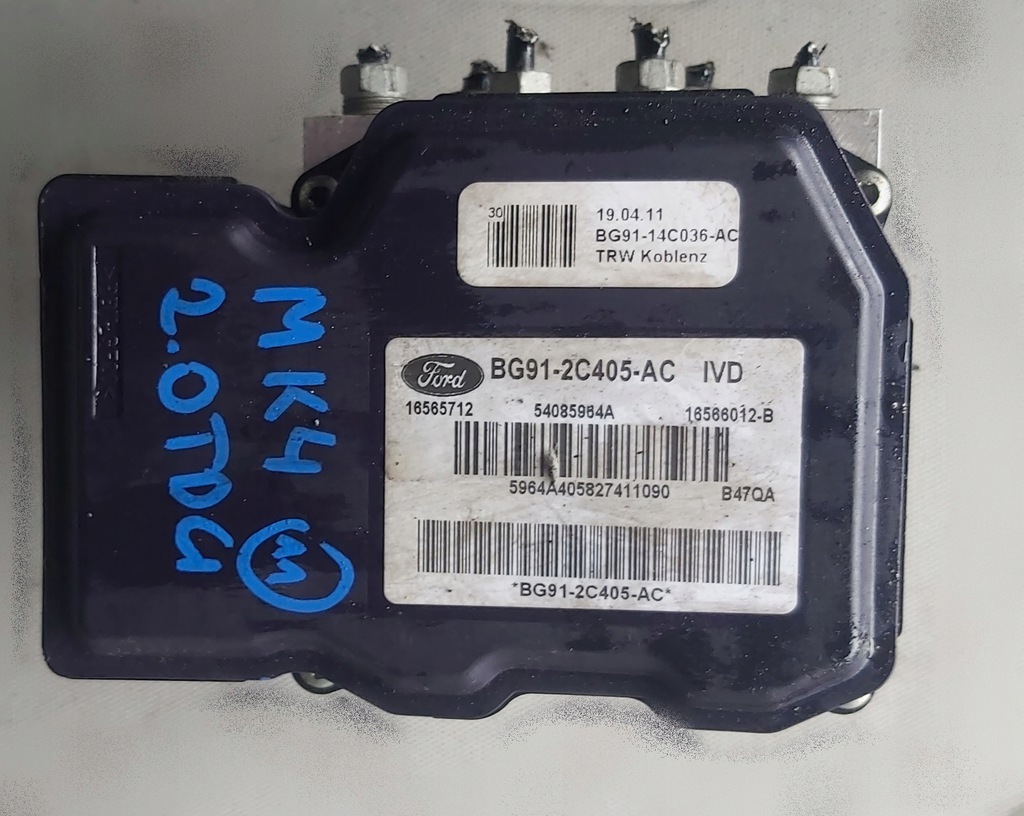 30
19.04.11
BG91-14C036-AC
TRW Koblenz
Ford BG91-2C405-AC IVD
16565712 54085964A 16566012-B
5964A405827411090 B47QA
*BG91-2C405-AC*
MK4 M
2.0TDCi